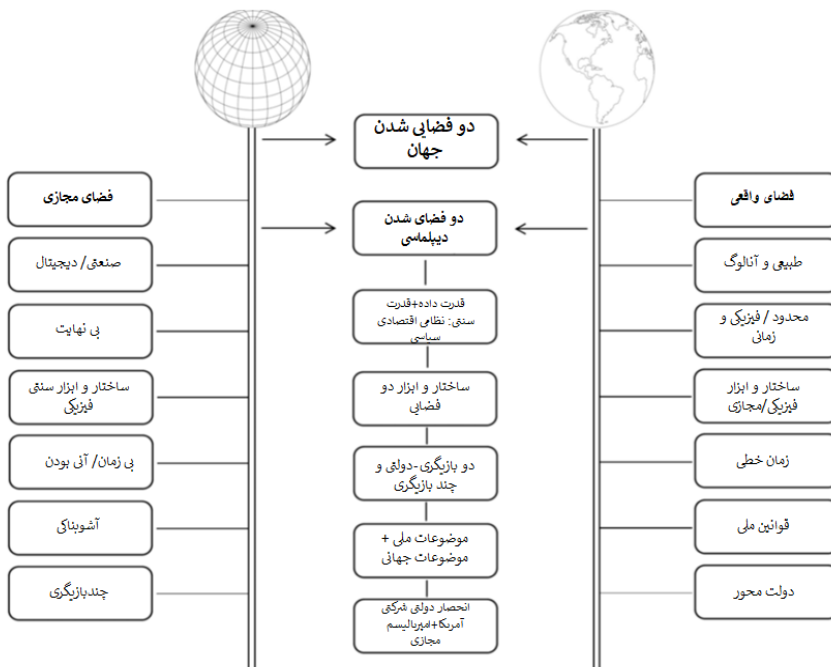 دو فضایی شدن
جهان
فضای واقعی
طبیعی و آنالوگ
محدود / فیزیکی و
زمانی
ساختار و ابزار
فیزیکی/مجازی
زمان خطی
قوانین ملی
دولت محور
دو فضای شدن
دیپلماسی
قدرت داده+قدرت
سنتی: نظامی اقتصادی
سیاسی
ساختار و ابزار دو
فضایی
دو بازیگری-دولتی و
چند بازیگری
موضوعات ملی +
موضوعات جهانی
انحصار دولتی شرکتی
آمریکا+امپریالیسم
مجازی
فضای مجازی
صنعتی/ دیجیتال
بی نهایت
ساختار و ابزار سنتی
فیزیکی
بی زمان/ آنی بودن
آشوبناکی
چندبازیگری